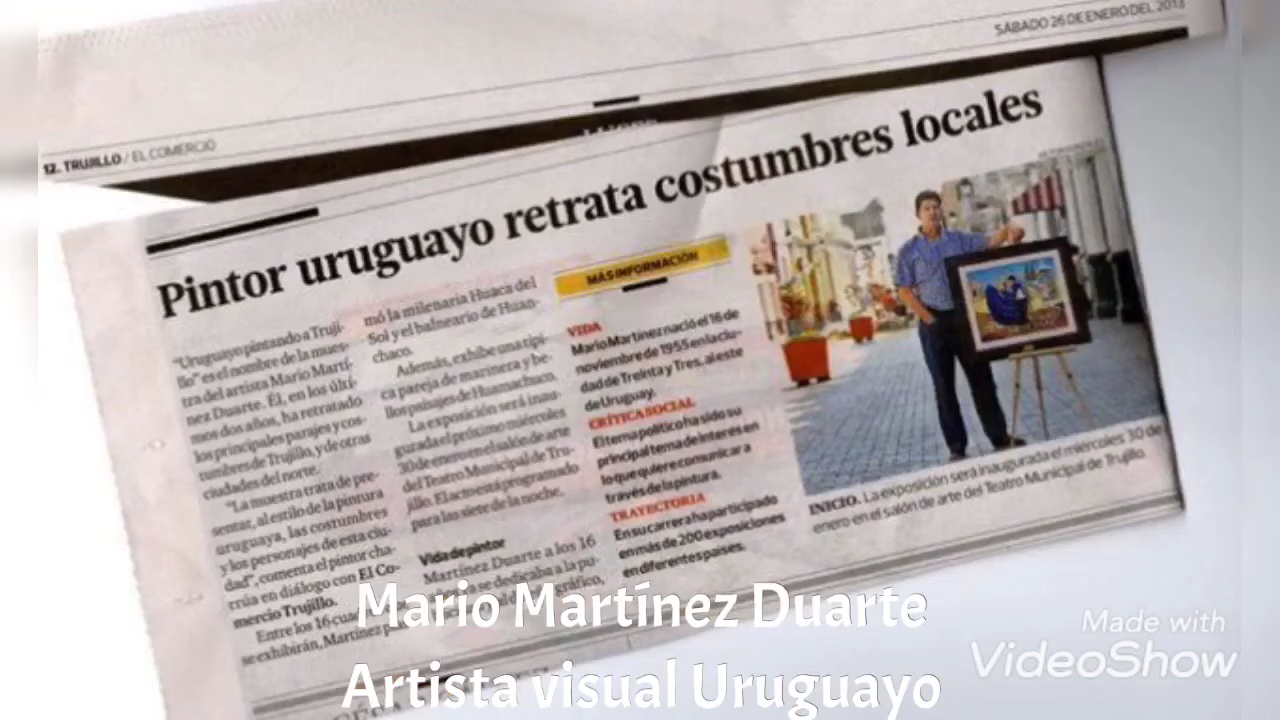 SÁBADO 26 DE ENERO DEL 2013
12. TRUJILLO / EL COMERCIO
Pintor uruguayo retrata costumbres locales
"Uruguayo pintando a Truji-
llo" es el nombre de la mues-
tra del artista Mario Martí-
nez Duarte. Él, en los últi-
mos dos años, ha retratado
los principales parajes y cos-
tumbres de Trujillo, y de otras
ciudades del norte.
"La muestra trata de pre-
sentar, al estilo de la pintura
uruguaya, las costumbres
y los personajes de esta ciu-
dad", comenta el pintor cha-
rrúa en diálogo con El Co-
mercio Trujillo.
Entre los 16
se exhibirán, Martínez
mó la milenaria Huaca del
Sol y el balneario de Huan-
chaco.
Además, exhibe una típi-
ca pareja de marinera y be-
llos paisajes de Huamachuco.
La exposición será inau-
gurada el próximo miércoles
30 de enero en el salón de arte
del Teatro Municipal de Tru-
jillo. El acto está programado
para las siete de la noche.
Vida de pintor
Martínez Duarte a los 16
se dedicaba a la pu-
MÁS INFORMACIÓN
VIDA
Mario Martínez nació el 16 de
noviembre de 1955 en la ciu-
dad de Treinta y Tres, al este
de Uruguay.
CRÍTICA SOCIAL
El tema político ha sido su
principal tema de interés en
lo que quiere comunicar a
través de la pintura.
TRAYECTORIA
En su carrera ha participado
en más de 200 exposiciones
en diferentes países.
INICIO. La exposición será inaugurada el miércoles 30 de
enero en el salón de arte del Teatro Municipal de Trujillo.
Mario Martínez Duarte
Artista visual Uruguayo
Made with
VideoShow